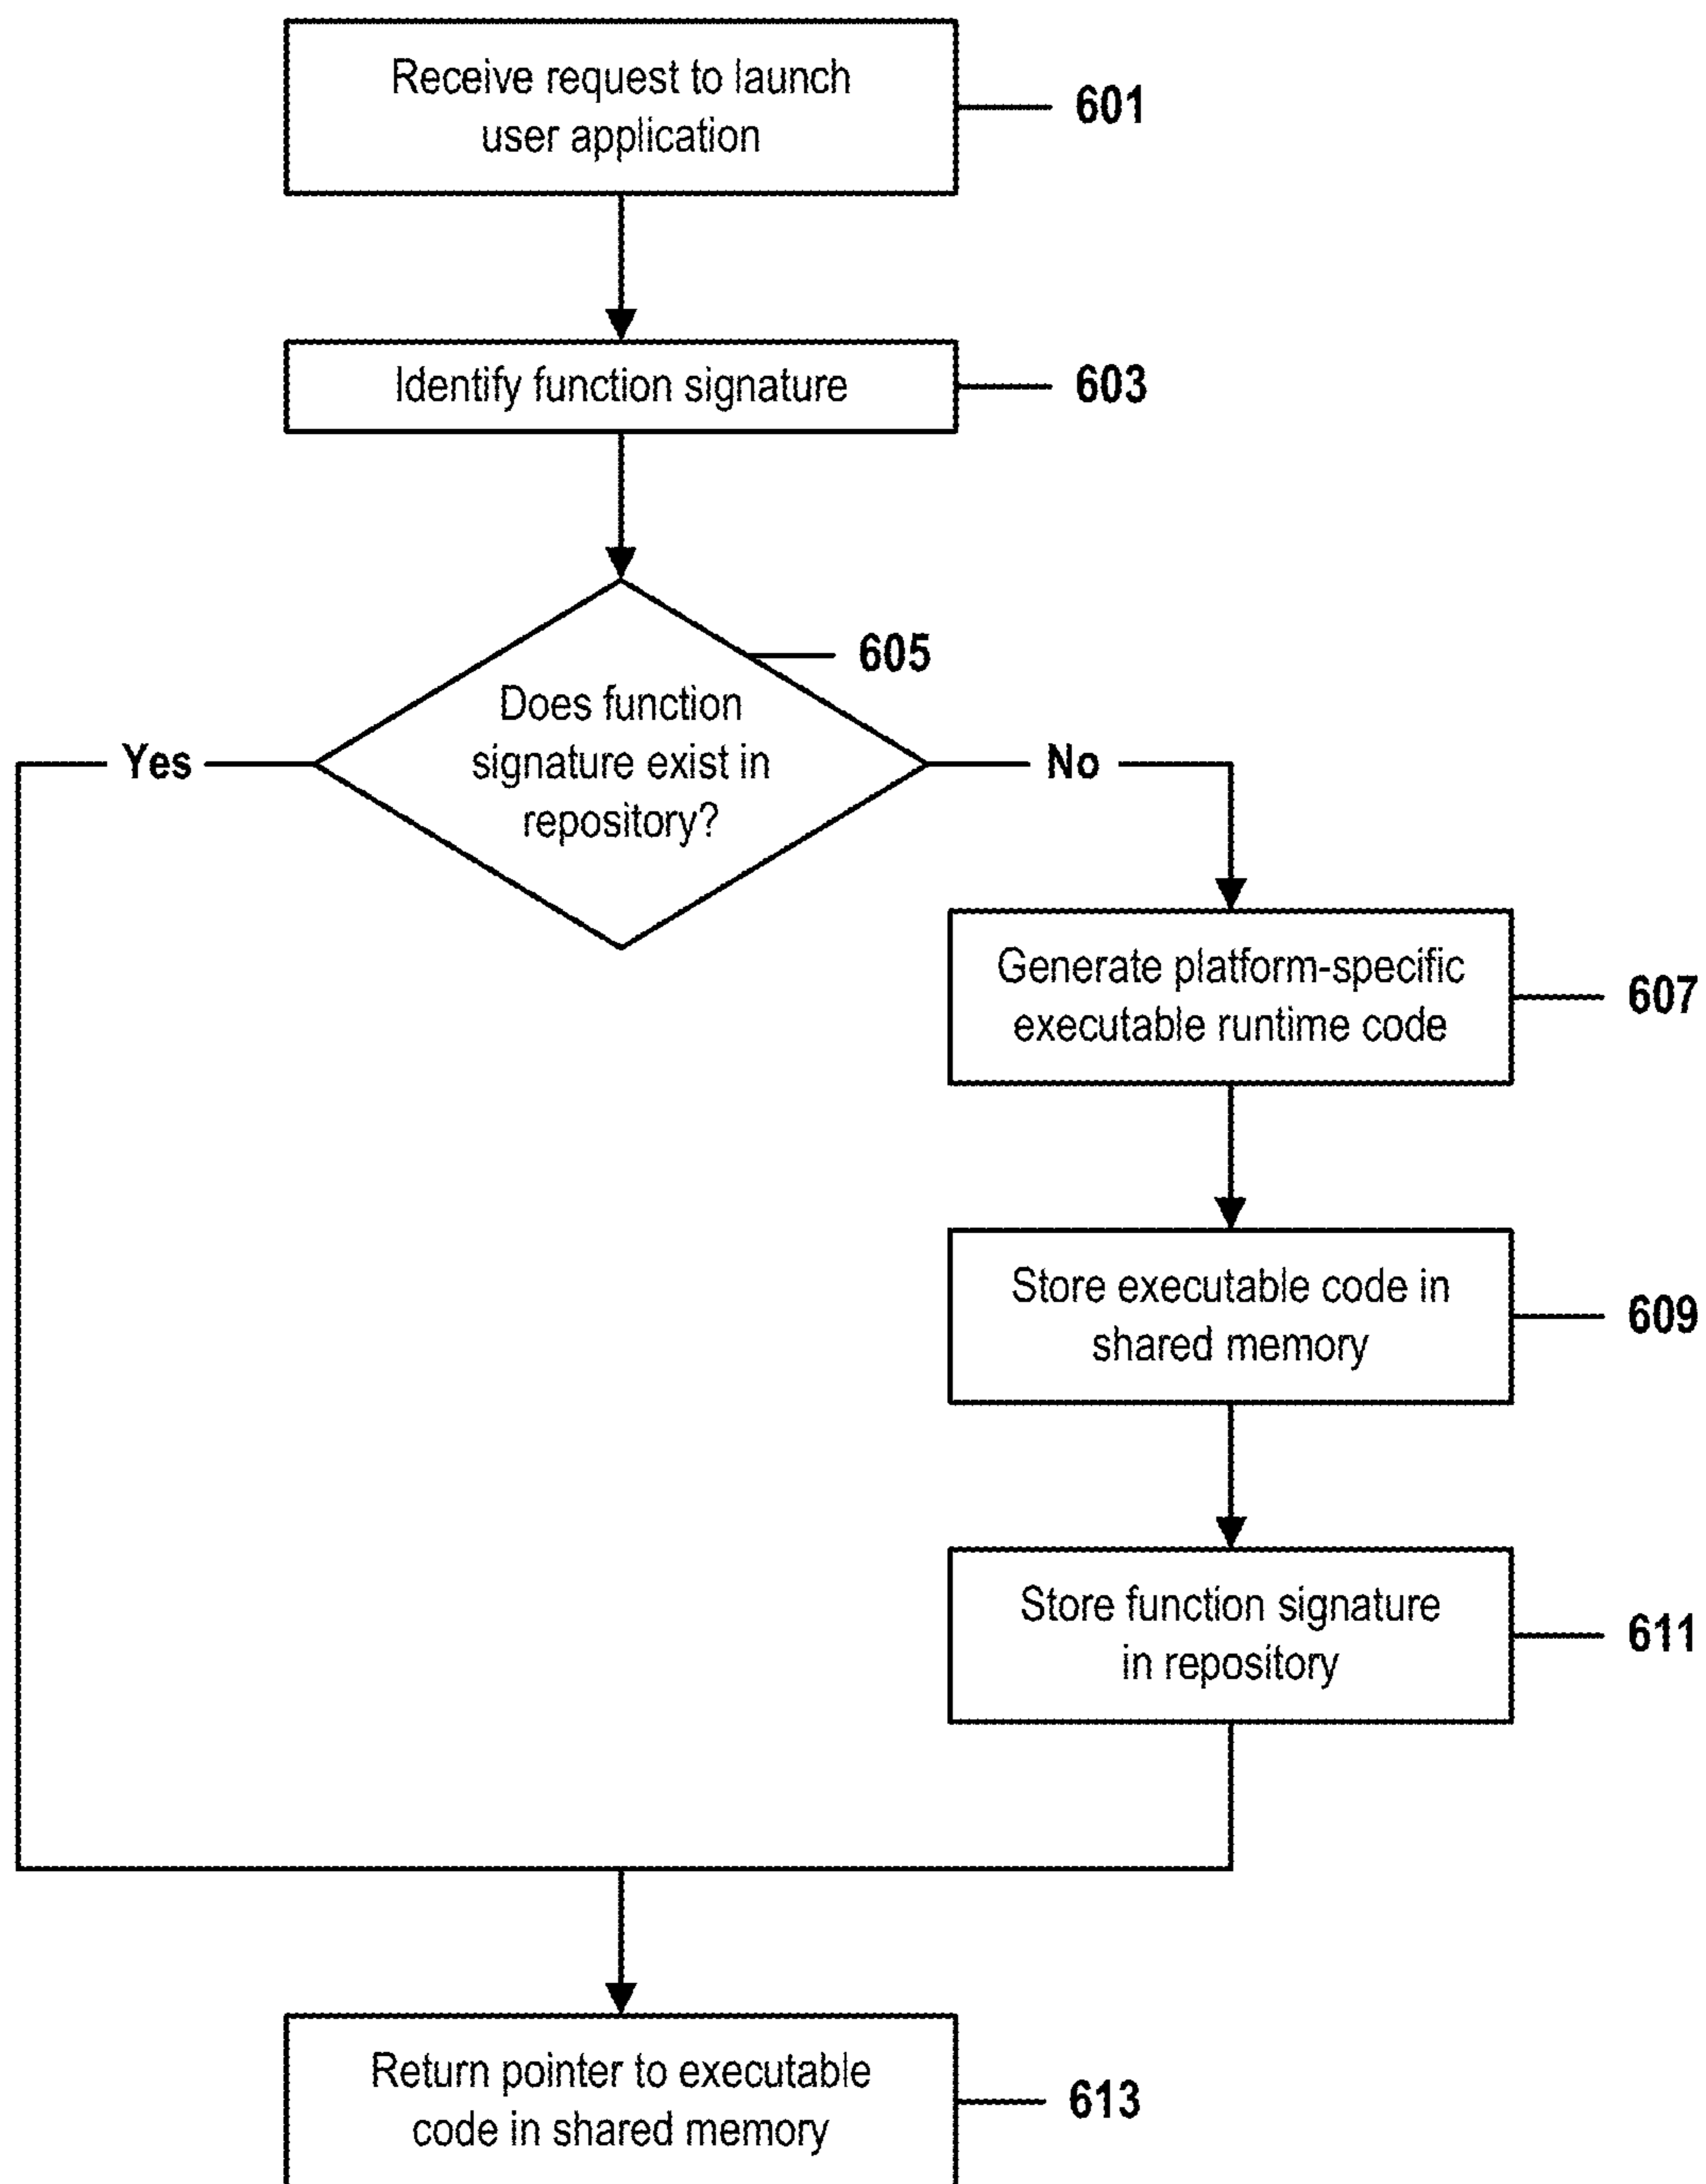 Receive request to launch
user application
601
Identify function signature
603
605
Does function
signature exist in
repository?
Yes
No
Generate platform-specific
executable runtime code
607
Store executable code in
shared memory
609
Store function signature
in repository
611
Return pointer to executable
code in shared memory
613